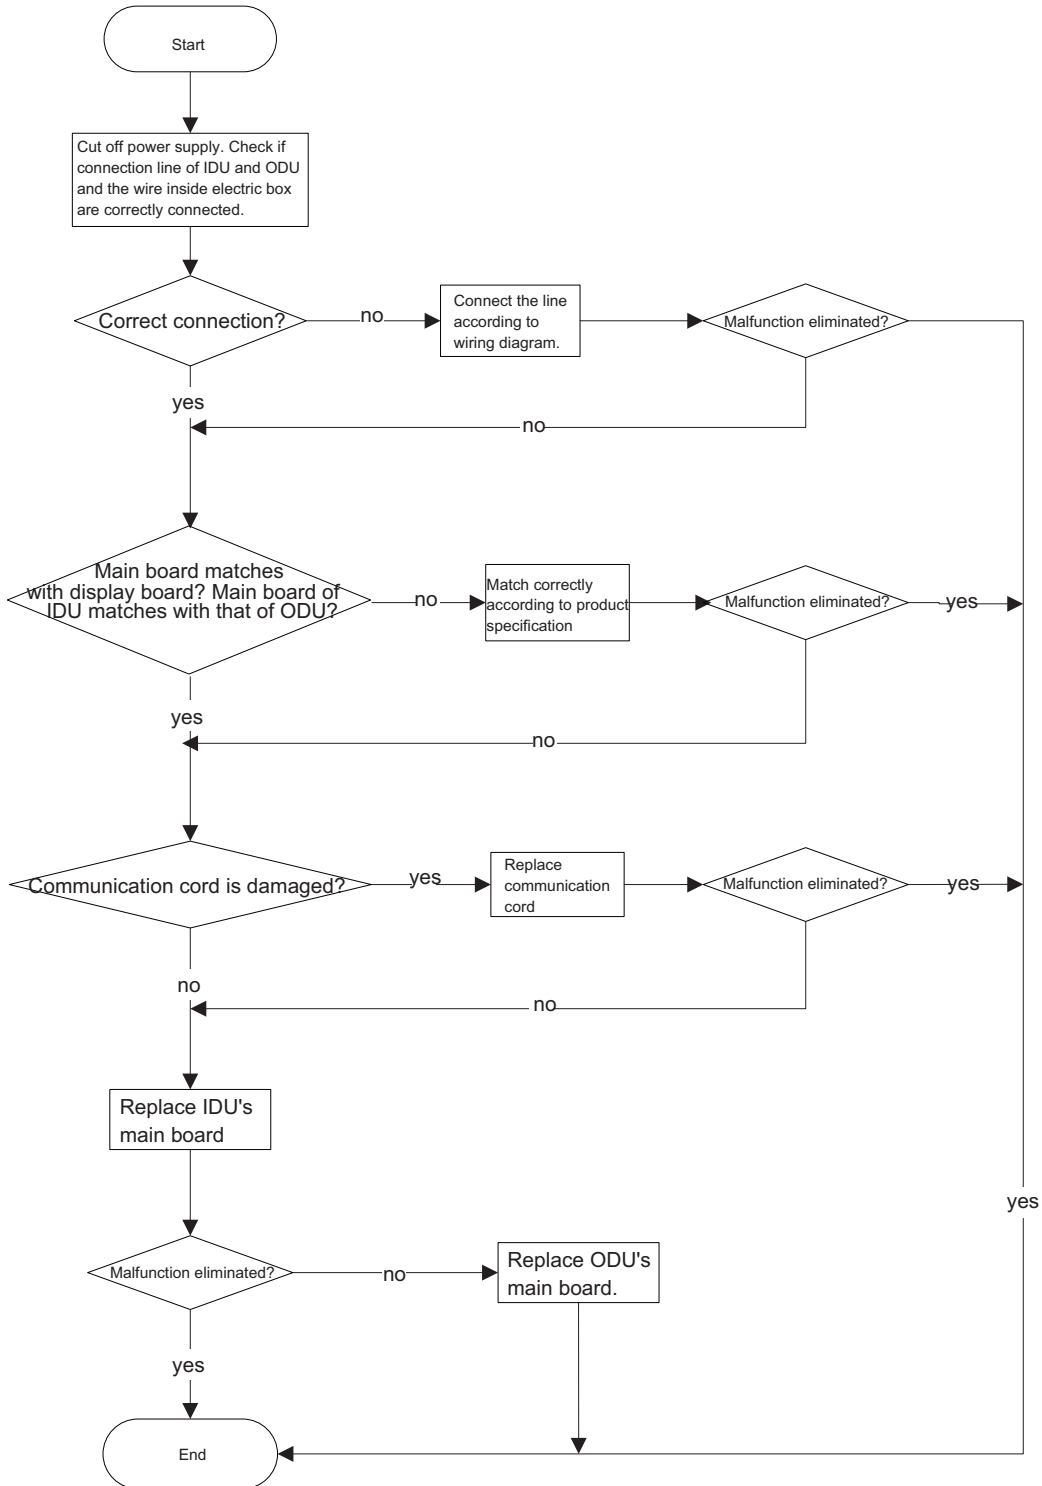 Start
Cut off power supply. Check if
connection line of IDU and ODU
and the wire inside electric box
are correctly connected.
Correct connection?
no
Connect the line
according to
wiring diagram.
Malfunction eliminated?
yes
no
Main board matches
with display board? Main board of
IDU matches with that of ODU?
no
Match correctly
according to product
specification
Malfunction eliminated?
yes
yes
no
Communication cord is damaged?
yes
Replace
communication
cord
Malfunction eliminated?
yes
no
no
Replace IDU's
main board
yes
Malfunction eliminated?
no
Replace ODU's
main board.
yes
End